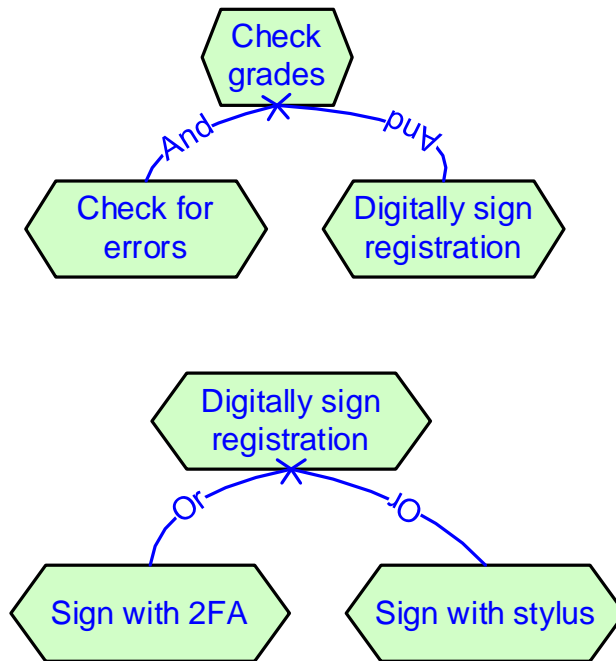 Check
grades
And
And
Check for
errors
Digitally sign
registration
Digitally sign
registration
Or
Or
Sign with 2FA
Sign with stylus